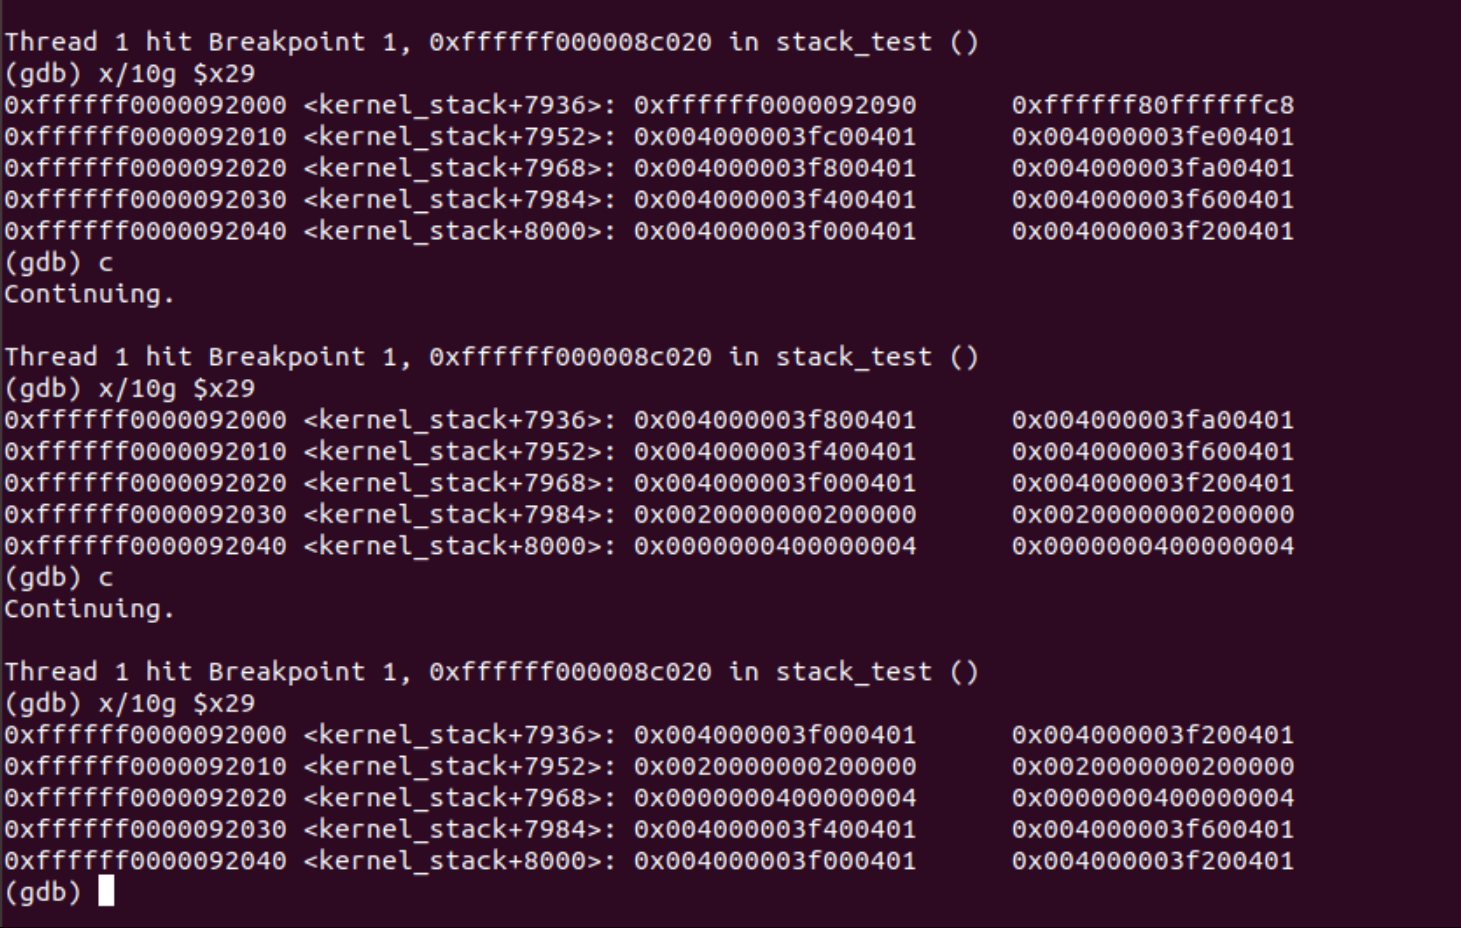 Thread 1 hit Breakpoint 1, 0xffffff000008c020 in stack_test ()
(gdb) x/10g $x29
0xffffff0000092000 <kernel_stack+7936>: 0xffffff0000092090      0xffffff80ffffffc8
0xffffff0000092010 <kernel_stack+7952>: 0x004000003fc00401      0x004000003fe00401
0xffffff0000092020 <kernel_stack+7968>: 0x004000003f800401      0x004000003fa00401
0xffffff0000092030 <kernel_stack+7984>: 0x004000003f400401      0x004000003f600401
0xffffff0000092040 <kernel_stack+8000>: 0x004000003f000401      0x004000003f200401
(gdb) c
Continuing.

Thread 1 hit Breakpoint 1, 0xffffff000008c020 in stack_test ()
(gdb) x/10g $x29
0xffffff0000092000 <kernel_stack+7936>: 0x004000003f800401      0x004000003fa00401
0xffffff0000092010 <kernel_stack+7952>: 0x004000003f400401      0x004000003f600401
0xffffff0000092020 <kernel_stack+7968>: 0x004000003f000401      0x004000003f200401
0xffffff0000092030 <kernel_stack+7984>: 0x0020000000200000      0x0020000000200000
0xffffff0000092040 <kernel_stack+8000>: 0x0000000400000004      0x0000000400000004
(gdb) c
Continuing.

Thread 1 hit Breakpoint 1, 0xffffff000008c020 in stack_test ()
(gdb) x/10g $x29
0xffffff0000092000 <kernel_stack+7936>: 0x004000003f000401      0x004000003f200401
0xffffff0000092010 <kernel_stack+7952>: 0x0020000000200000      0x0020000000200000
0xffffff0000092020 <kernel_stack+7968>: 0x0000000400000004      0x0000000400000004
0xffffff0000092030 <kernel_stack+7984>: 0x004000003f400401      0x004000003f600401
0xffffff0000092040 <kernel_stack+8000>: 0x004000003f000401      0x004000003f200401
(gdb)